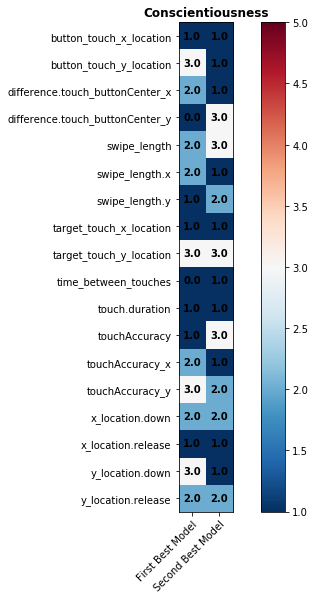 Conscientiousness
button_touch_x_location 1.0 1.0
button_touch_y_location 3.0 1.0
difference.touch_buttonCenter_x 2.0 1.0
difference.touch_buttonCenter_y 0.0 3.0
swipe_length 2.0 3.0
swipe_length.x 2.0 1.0
swipe_length.y 1.0 2.0
target_touch_x_location 1.0 1.0
target_touch_y_location 3.0 3.0
time_between_touches 0.0 1.0
touch.duration 1.0 1.0
touchAccuracy 1.0 3.0
touchAccuracy_x 2.0 1.0
touchAccuracy_y 3.0 2.0
x_location.down 2.0 2.0
x_location.release 1.0 1.0
y_location.down 3.0 1.0
y_location.release 2.0 2.0
First Best Model
Second Best Model
5.0
4.5
4.0
3.5
3.0
2.5
2.0
1.5
1.0